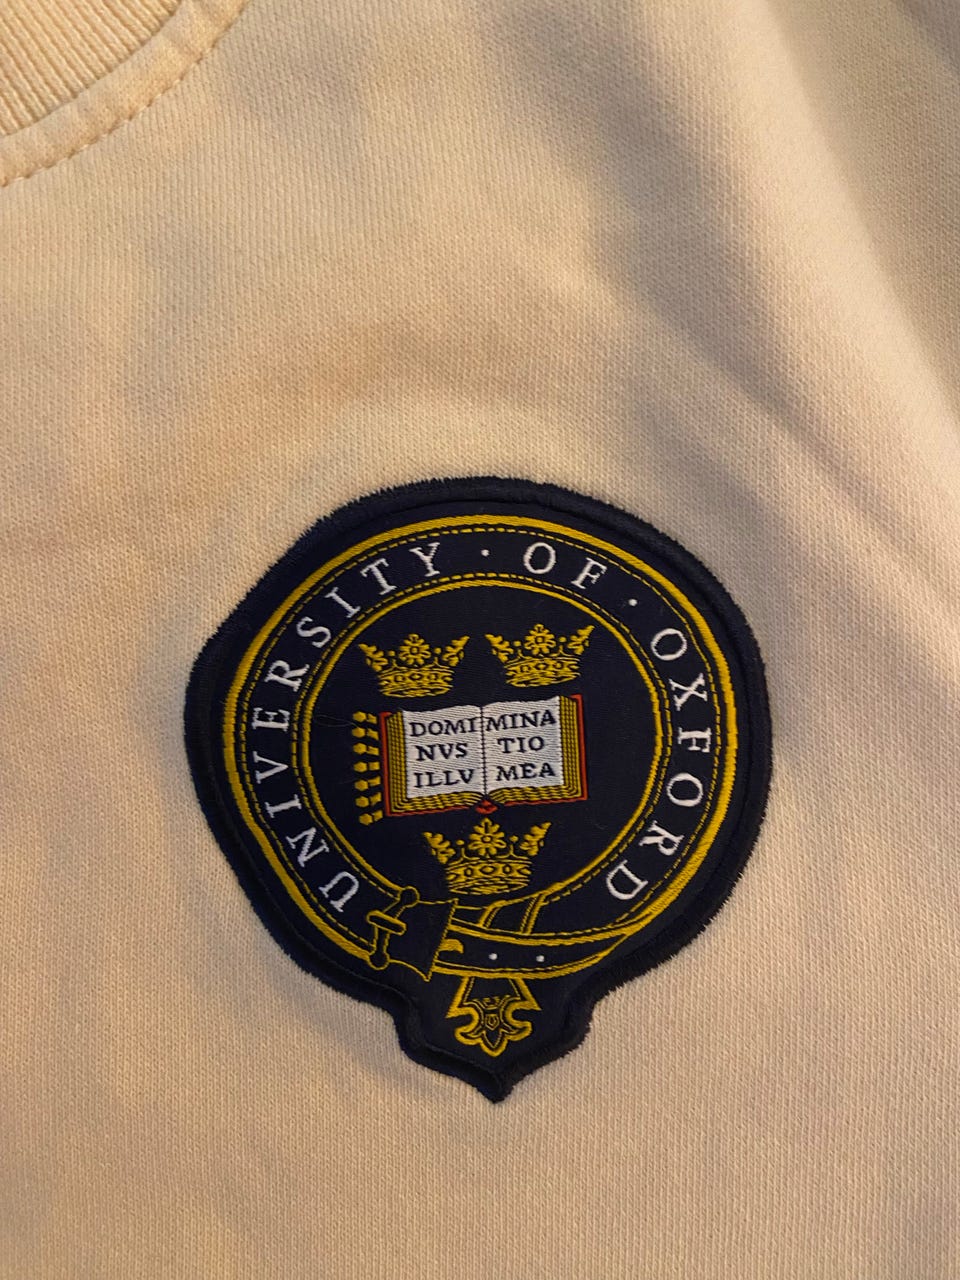 UNIVERSITY · OF · OXFORD
DOMI MINA
NVS TIO
ILLV MEA